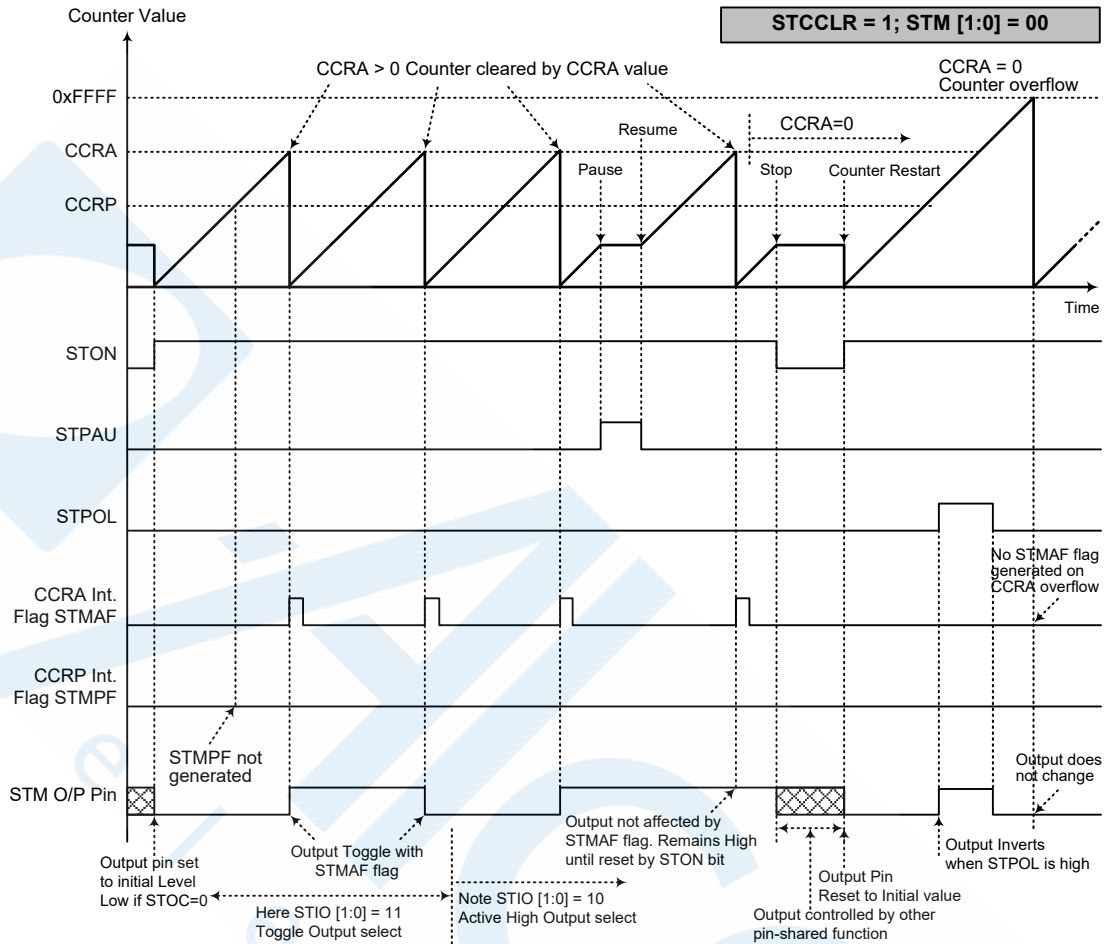 Counter Value
STCCLR = 1; STM [1:0] = 00
CCRA > 0 Counter cleared by CCRA value
CCRA = 0
Counter overflow
0xFFFF
Resume
CCRA=0
CCRA
Pause
Stop
Counter Restart
CCRP
Time
STON
STPAU
STPOL
No STMAF flag
generated on
CCRA overflow
CCRA Int.
Flag STMAF
CCRP Int.
Flag STMPF
STMPF not
generated
Output does
not change
STM O/P Pin
Output not affected by
STMAF flag. Remains High
until reset by STON bit
Output Toggle with
STMAF flag
Output pin set
to initial Level
Low if STOC=0
Output Inverts
when STPOL is high
Output Pin
Reset to Initial value
Here STIO [1:0] = 11
Toggle Output select
Note STIO [1:0] = 10
Active High Output select
Output controlled by other
pin-shared function